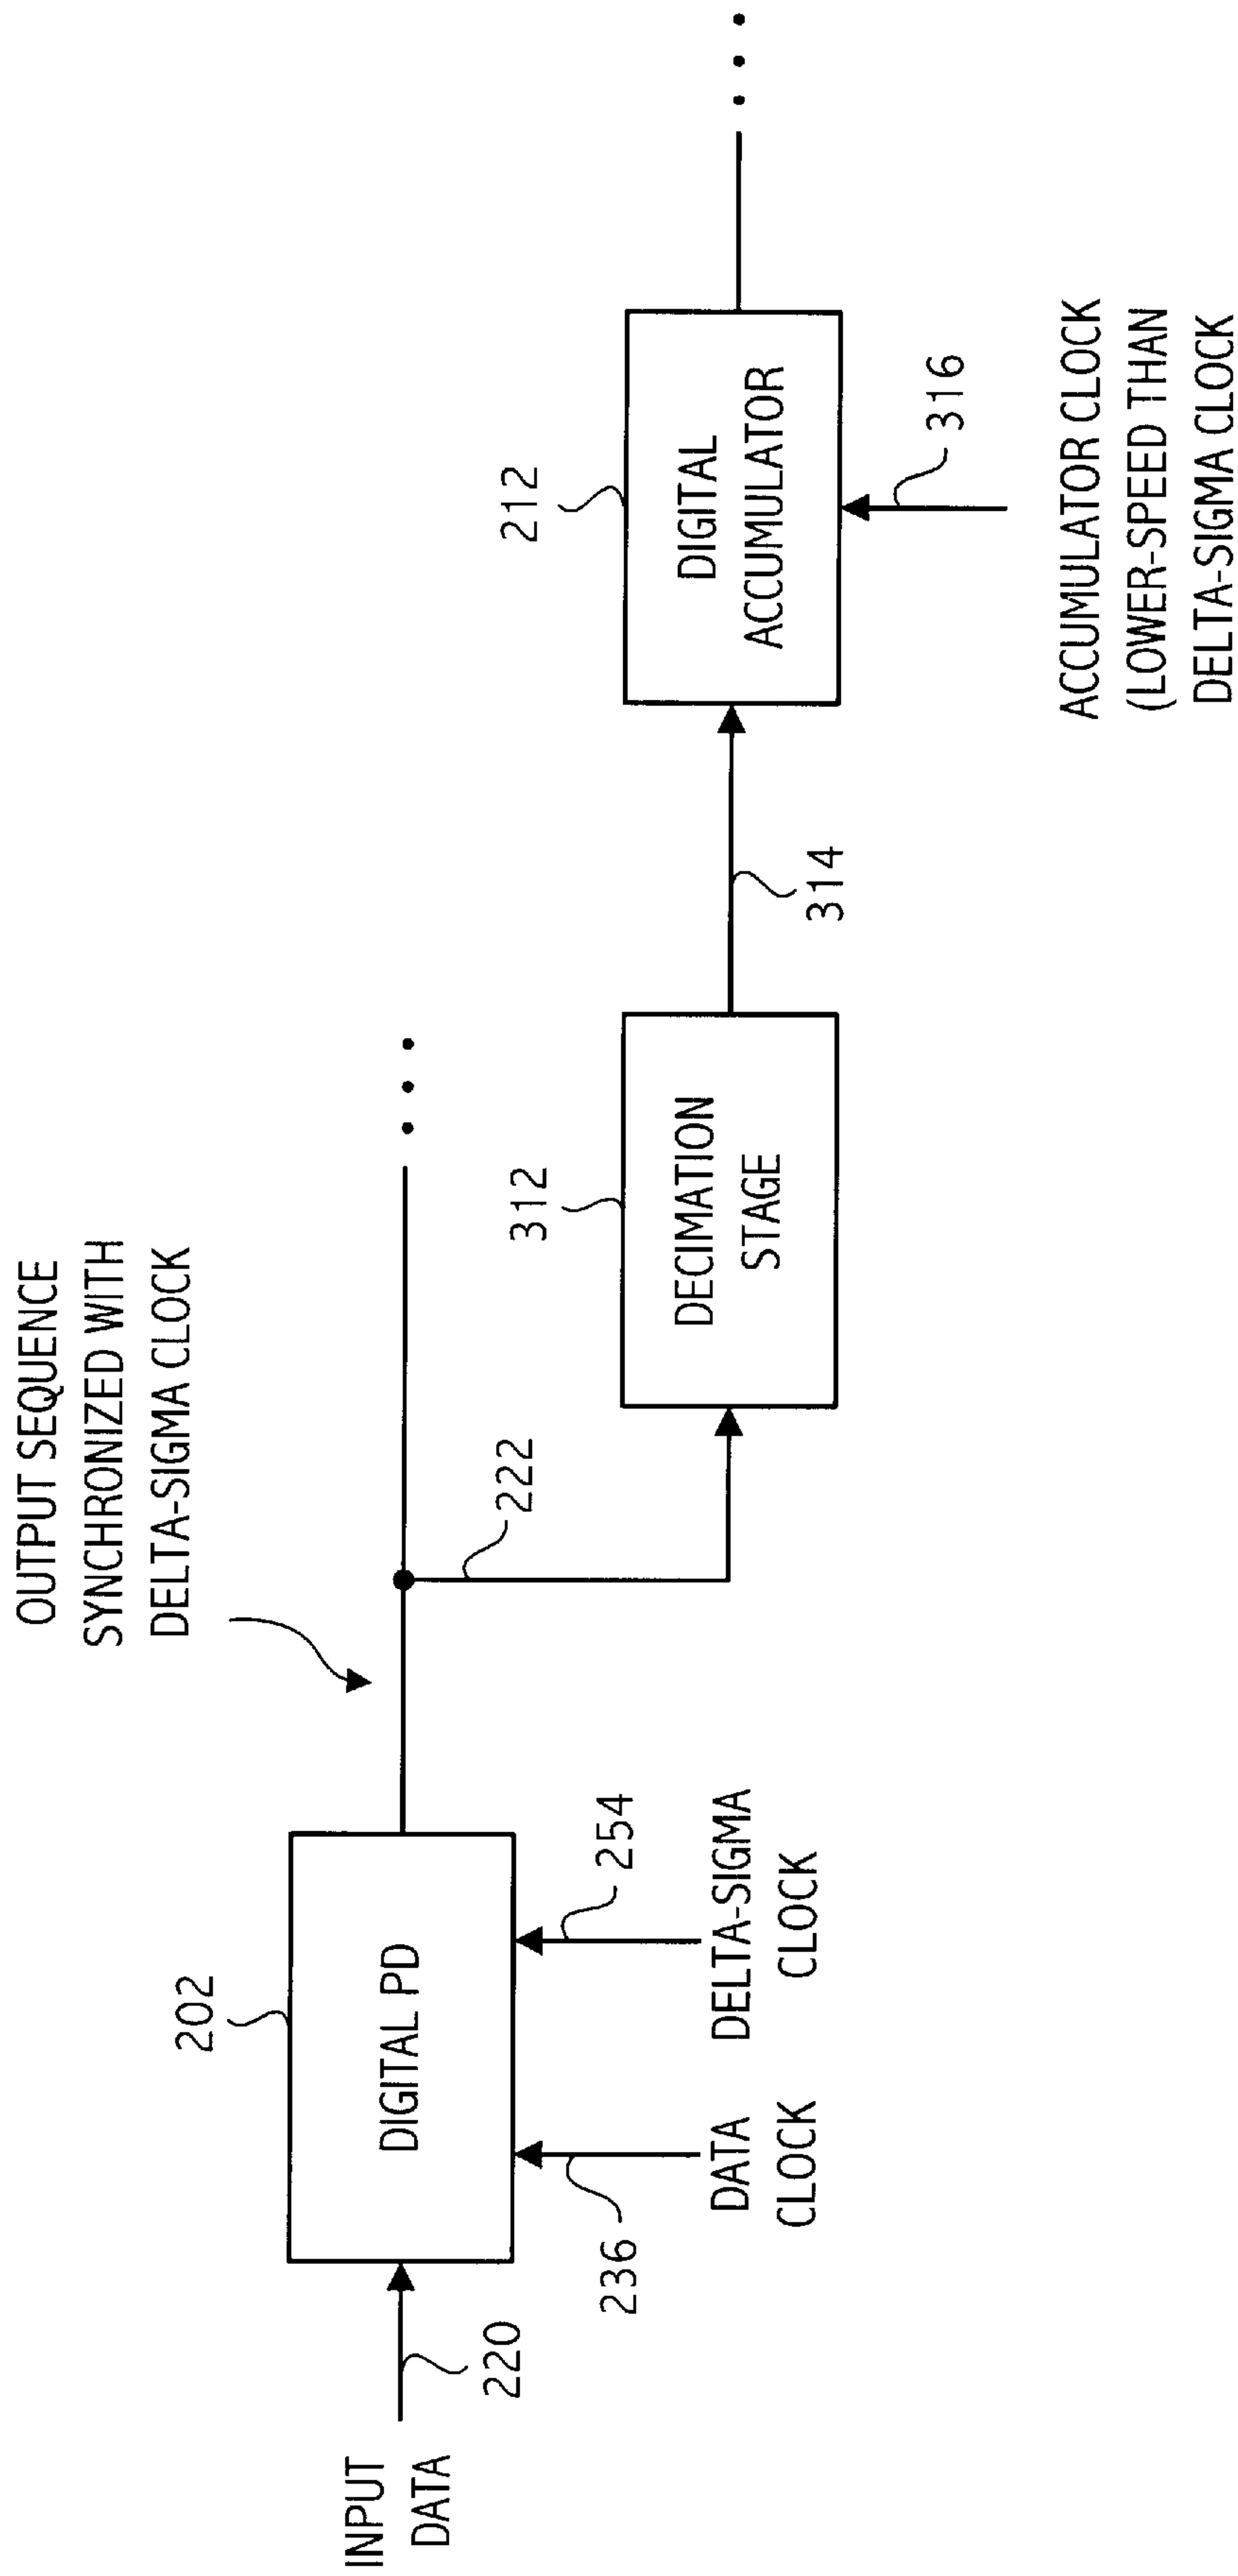 OUTPUT SEQUENCE
SYNCHRONIZED WITH
DELTA-SIGMA CLOCK
INPUT
DATA
220
202
DIGITAL PD
236
DATA
CLOCK
254
DELTA-SIGMA
CLOCK
222
312
DECIMATION
STAGE
314
212
DIGITAL
ACCUMULATOR
316
ACCUMULATOR CLOCK
(LOWER-SPEED THAN
DELTA-SIGMA CLOCK